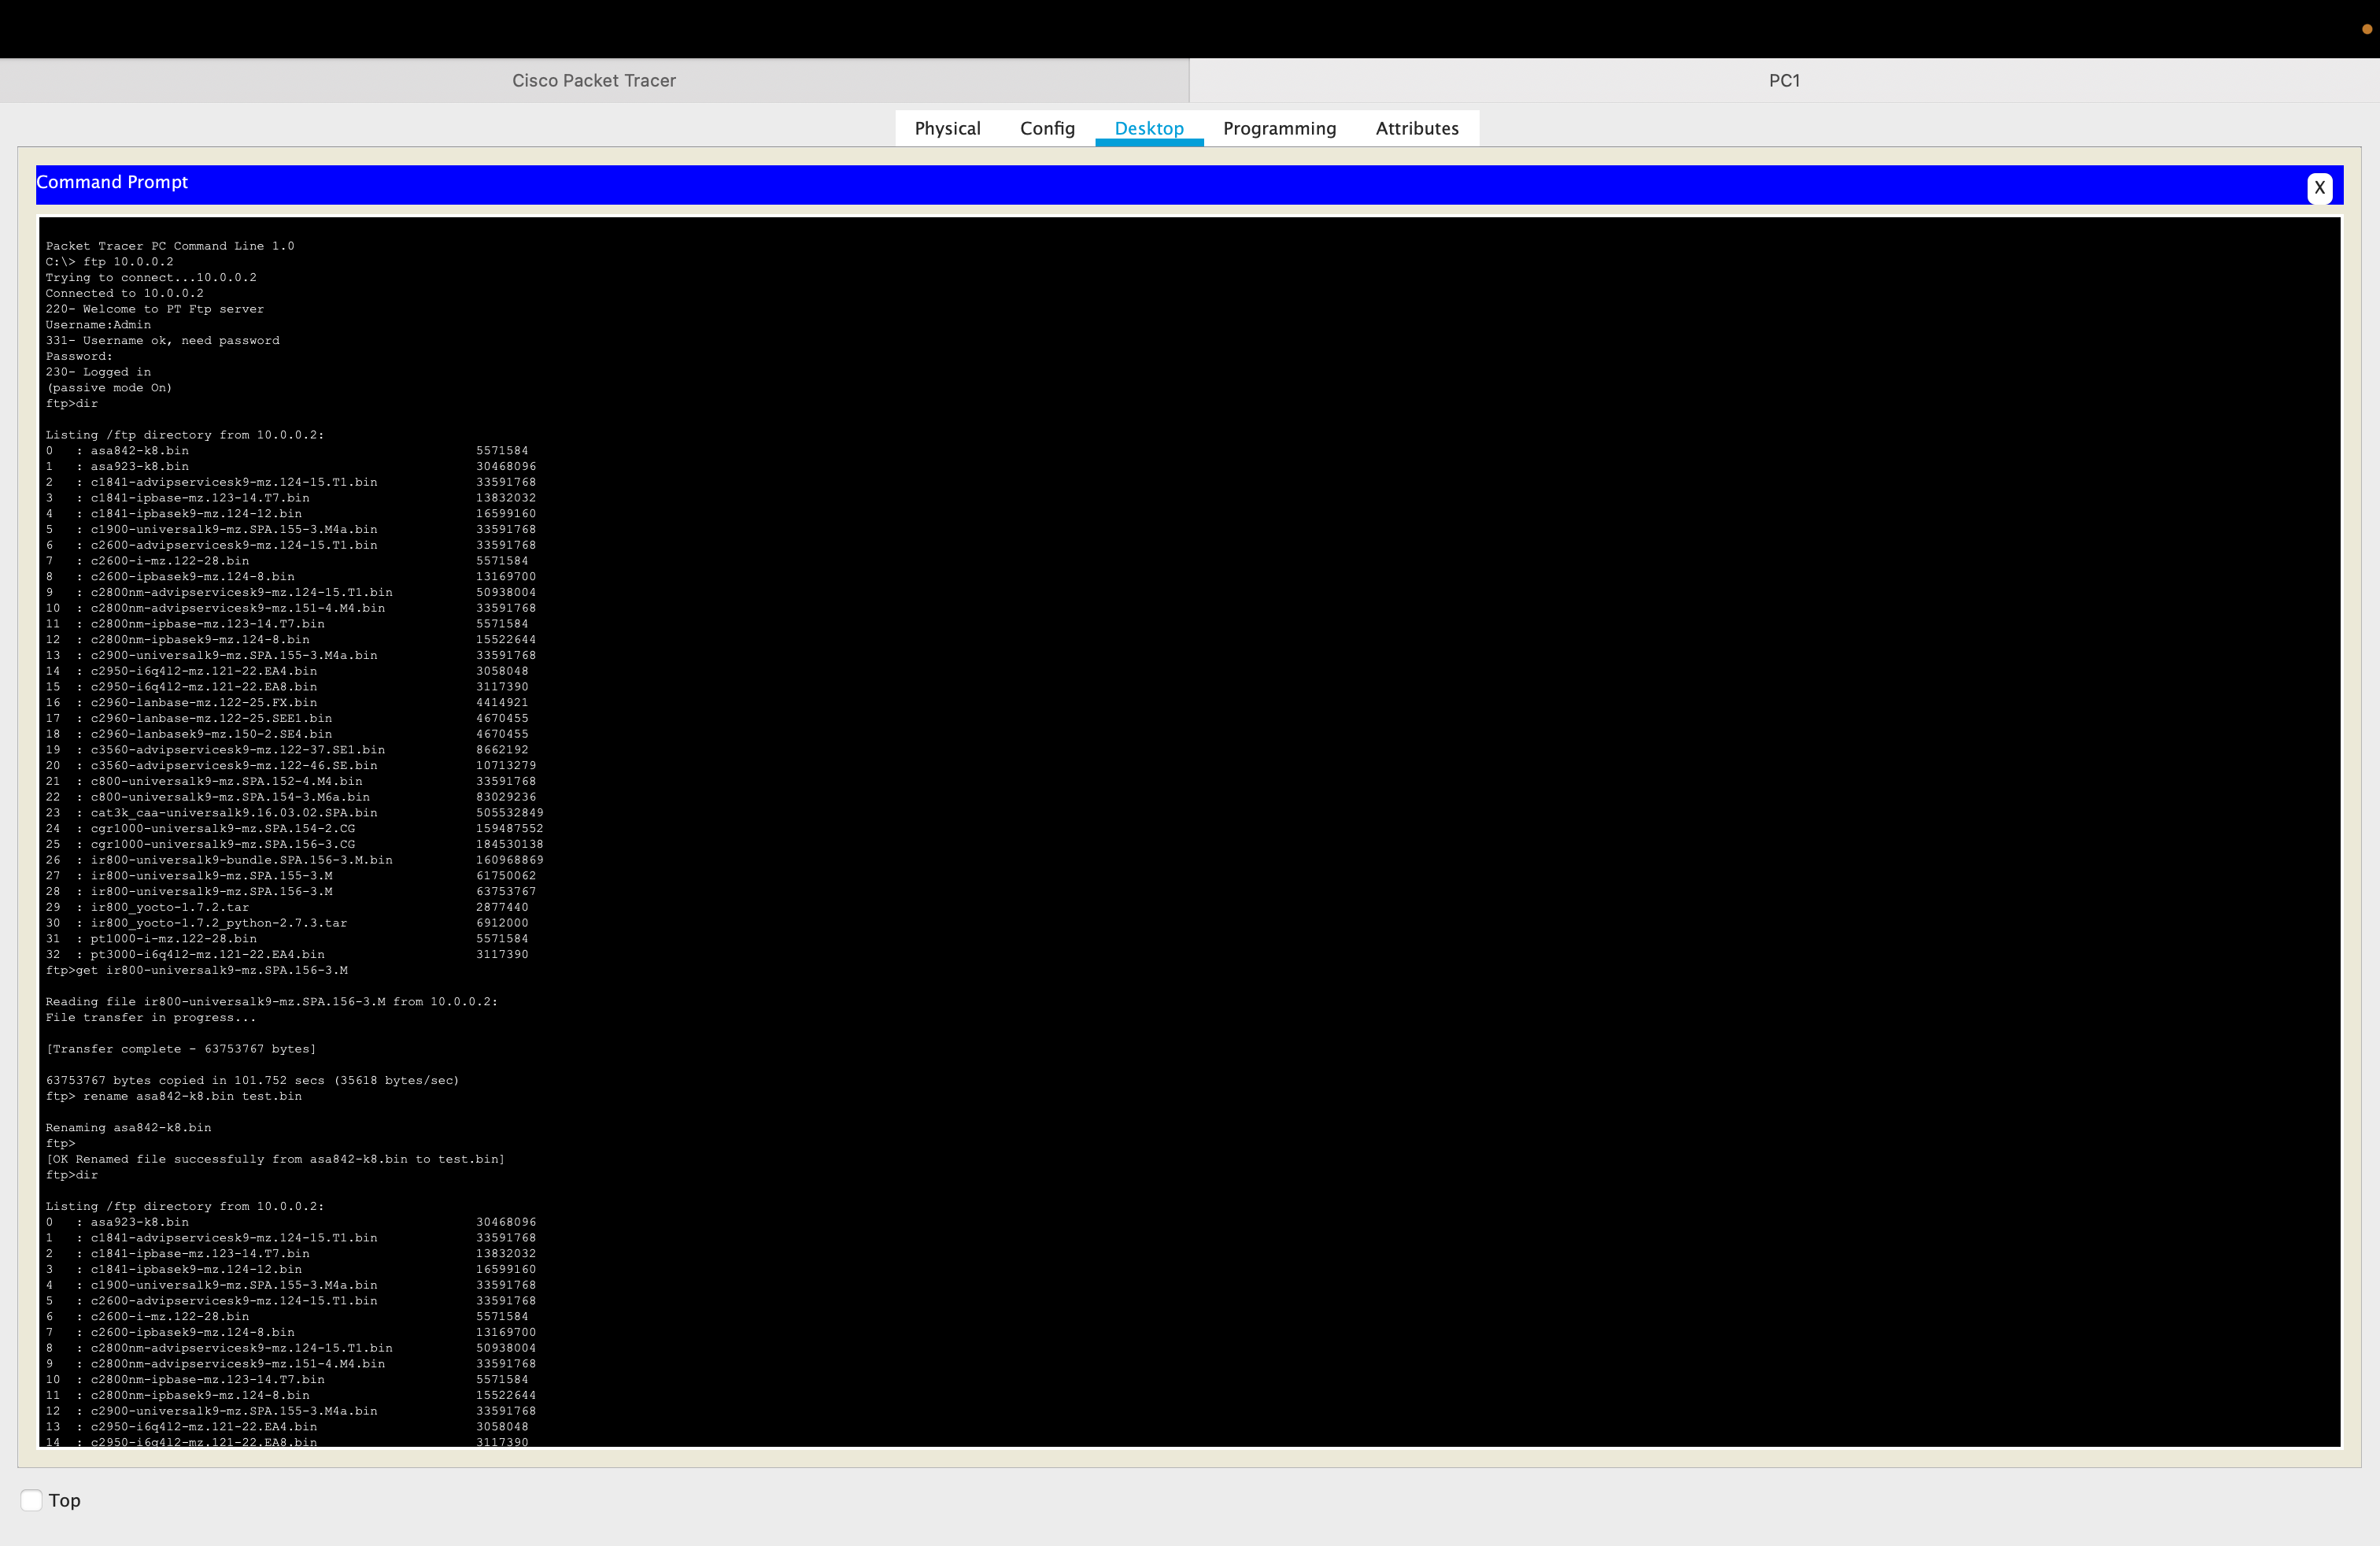 Cisco Packet Tracer
PC1
Physical Config Desktop Programming Attributes
Command Prompt
X
Packet Tracer PC Command Line 1.0
C:\> ftp 10.0.0.2
Trying to connect...10.0.0.2
Connected to 10.0.0.2
220- Welcome to PT Ftp server
Username:Admin
331- Username ok, need password
Password:
230- Logged in
(passive mode On)
ftp>dir
Listing /ftp directory from 10.0.0.2:
0 : asa842-k8.bin 5571584
1 : asa923-k8.bin 30468096
2 : c1841-advipservicesk9-mz.124-15.T1.bin 33591768
3 : c1841-ipbase-mz.123-14.T7.bin 13832032
4 : c1841-ipbasek9-mz.124-12.bin 16599160
5 : c1900-universalk9-mz.SPA.155-3.M4a.bin 33591768
6 : c2600-advipservicesk9-mz.124-15.T1.bin 33591768
7 : c2600-i-mz.122-28.bin 5571584
8 : c2600-ipbasek9-mz.124-8.bin 13169700
9 : c2800nm-advipservicesk9-mz.124-15.T1.bin 50938004
10 : c2800nm-advipservicesk9-mz.151-4.M4.bin 33591768
11 : c2800nm-ipbase-mz.123-14.T7.bin 5571584
12 : c2800nm-ipbasek9-mz.124-8.bin 15522644
13 : c2900-universalk9-mz.SPA.155-3.M4a.bin 33591768
14 : c2950-i6q4l2-mz.121-22.EA4.bin 3058048
15 : c2950-i6q4l2-mz.121-22.EA8.bin 3117390
16 : c2960-lanbase-mz.122-25.FX.bin 4414921
17 : c2960-lanbase-mz.122-25.SEE1.bin 4670455
18 : c2960-lanbasek9-mz.150-2.SE4.bin 4670455
19 : c3560-advipservicesk9-mz.122-37.SE1.bin 8662192
20 : c3560-advipservicesk9-mz.122-46.SE.bin 10713279
21 : c800-universalk9-mz.SPA.152-4.M4.bin 33591768
22 : c800-universalk9-mz.SPA.154-3.M6a.bin 83029236
23 : cat3k_caa-universalk9.16.03.02.SPA.bin 505532849
24 : cgr1000-universalk9-mz.SPA.154-2.CG 159487552
25 : cgr1000-universalk9-mz.SPA.156-3.CG 184530138
26 : ir800-universalk9-bundle.SPA.156-3.M.bin 160968869
27 : ir800-universalk9-mz.SPA.155-3.M 61750062
28 : ir800-universalk9-mz.SPA.156-3.M 63753767
29 : ir800_yocto-1.7.2.tar 2877440
30 : ir800_yocto-1.7.2_python-2.7.3.tar 6912000
31 : pt1000-i-mz.122-28.bin 5571584
32 : pt3000-i6q4l2-mz.121-22.EA4.bin 3117390
ftp>get ir800-universalk9-mz.SPA.156-3.M
Reading file ir800-universalk9-mz.SPA.156-3.M from 10.0.0.2:
File transfer in progress...
[Transfer complete - 63753767 bytes]
63753767 bytes copied in 101.752 secs (35618 bytes/sec)
ftp> rename asa842-k8.bin test.bin
Renaming asa842-k8.bin
ftp>
[OK Renamed file successfully from asa842-k8.bin to test.bin]
ftp>dir
Listing /ftp directory from 10.0.0.2:
0 : asa923-k8.bin 30468096
1 : c1841-advipservicesk9-mz.124-15.T1.bin 33591768
2 : c1841-ipbase-mz.123-14.T7.bin 13832032
3 : c1841-ipbasek9-mz.124-12.bin 16599160
4 : c1900-universalk9-mz.SPA.155-3.M4a.bin 33591768
5 : c2600-advipservicesk9-mz.124-15.T1.bin 33591768
6 : c2600-i-mz.122-28.bin 5571584
7 : c2600-ipbasek9-mz.124-8.bin 13169700
8 : c2800nm-advipservicesk9-mz.124-15.T1.bin 50938004
9 : c2800nm-advipservicesk9-mz.151-4.M4.bin 33591768
10 : c2800nm-ipbase-mz.123-14.T7.bin 5571584
11 : c2800nm-ipbasek9-mz.124-8.bin 15522644
12 : c2900-universalk9-mz.SPA.155-3.M4a.bin 33591768
13 : c2950-i6q4l2-mz.121-22.EA4.bin 3058048
14 : c2950-i6q4l2-mz.121-22.EA8.bin 3117390
Top